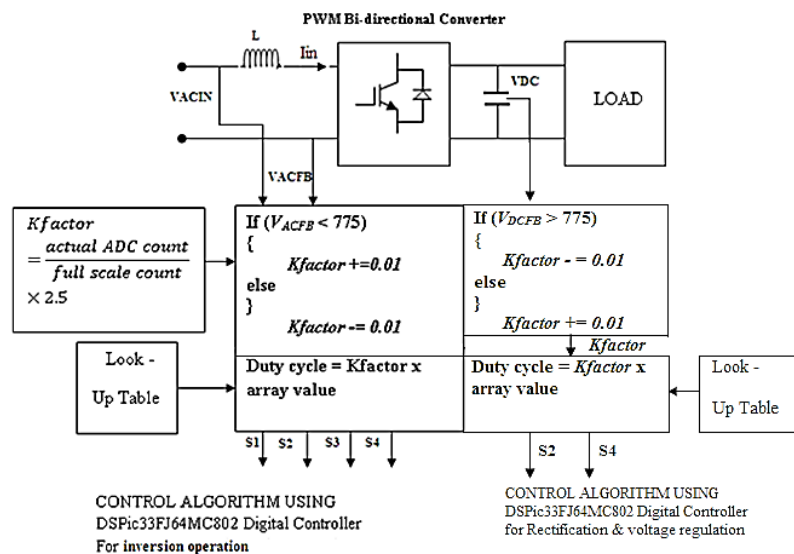 PWM Bi-directional Converter
L
Iin
VACIN
VDC
LOAD
VACFB
Kfactor
= actual ADC count / full scale count
× 2.5
If (VACFB < 775)
{
Kfactor +=0.01
else
}
Kfactor -= 0.01
If (VDCFB > 775)
{
Kfactor - = 0.01
else
}
Kfactor += 0.01
Kfactor
Look -
Up Table
Duty cycle = Kfactor x
array value
Duty cycle = Kfactor x
array value
Look -
Up Table
S1 S2 S3 S4
S2 S4
CONTROL ALGORITHM USING
DSPic33FJ64MC802 Digital Controller
For inversion operation
CONTROL ALGORITHM USING
DSPic33FJ64MC802 Digital Controller
for Rectification & voltage regulation